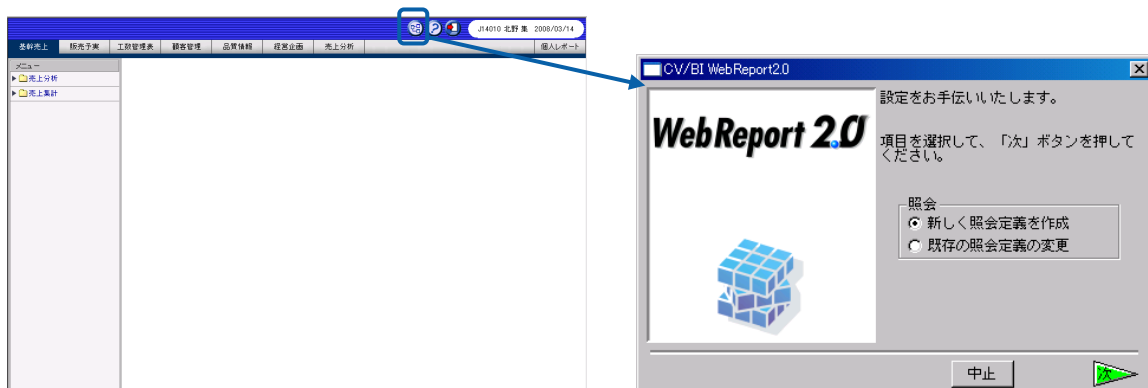 J14010 北野 集 2008/03/14
基幹売上 販売予実 工数管理表 顧客管理 品質情報 経営企画 売上分析 個人レポート
メニュー
売上分析
売上集計
CV/BI WebReport2.0
WebReport 2.0
設定をお手伝いいたします。
項目を選択して、「次」ボタンを押して
ください。
照会
新しく照会定義を作成
既存の照会定義の変更
中止
次